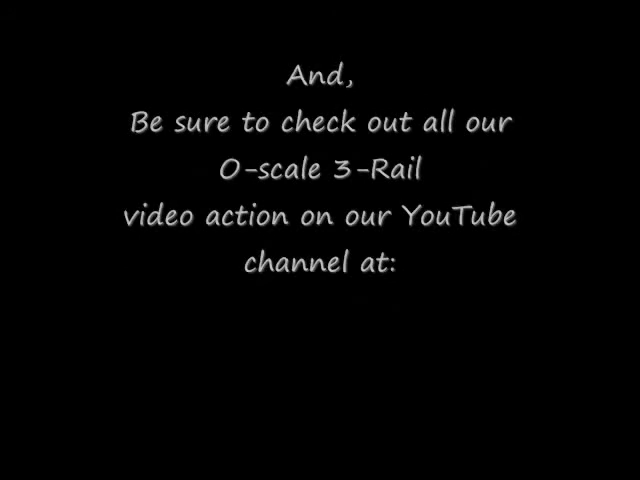 And,
Be sure to check out all our
O-scale 3-Rail
video action on our YouTube
channel at: